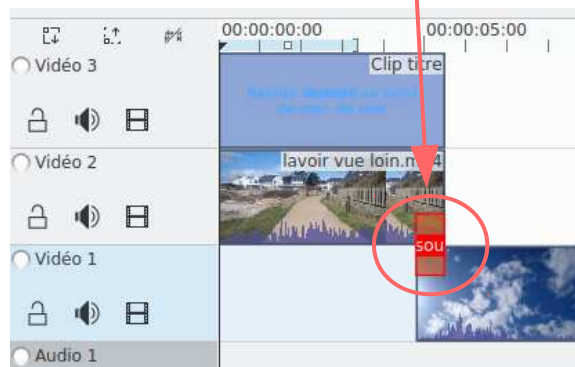 00:00:00:00
00:00:05:00
Vidéo 3
Clip titre
Vidéo 2
lavoir vue loin.m 4
sou
Vidéo 1
Audio 1